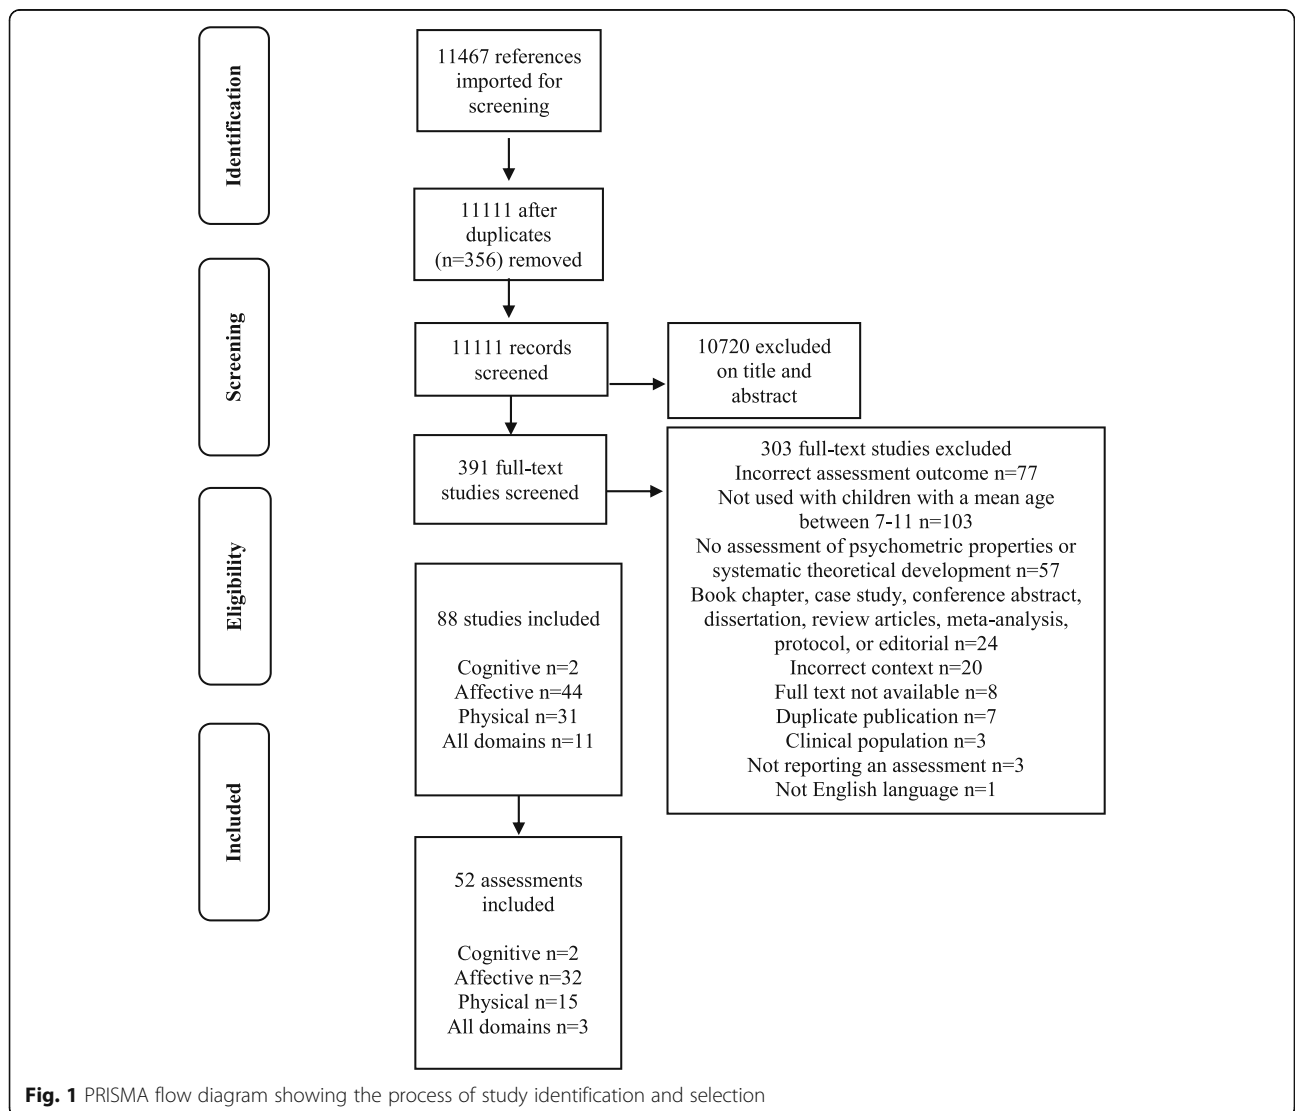 Identification
11467 references
imported for
screening
11111 after
duplicates
(n=356) removed
Screening
11111 records
screened
10720 excluded
on title and
abstract
391 full-text
studies screened
303 full-text studies excluded
Incorrect assessment outcome n=77
Not used with children with a mean age
between 7-11 n=103
No assessment of psychometric properties or
systematic theoretical development n=57
Book chapter, case study, conference abstract,
dissertation, review articles, meta-analysis,
protocol, or editorial n=24
Incorrect context n=20
Full text not available n=8
Duplicate publication n=7
Clinical population n=3
Not reporting an assessment n=3
Not English language n=1
Eligibility
88 studies included
Cognitive n=2
Affective n=44
Physical n=31
All domains n=11
Included
52 assessments
included
Cognitive n=2
Affective n=32
Physical n=15
All domains n=3
Fig. 1 PRISMA flow diagram showing the process of study identification and selection